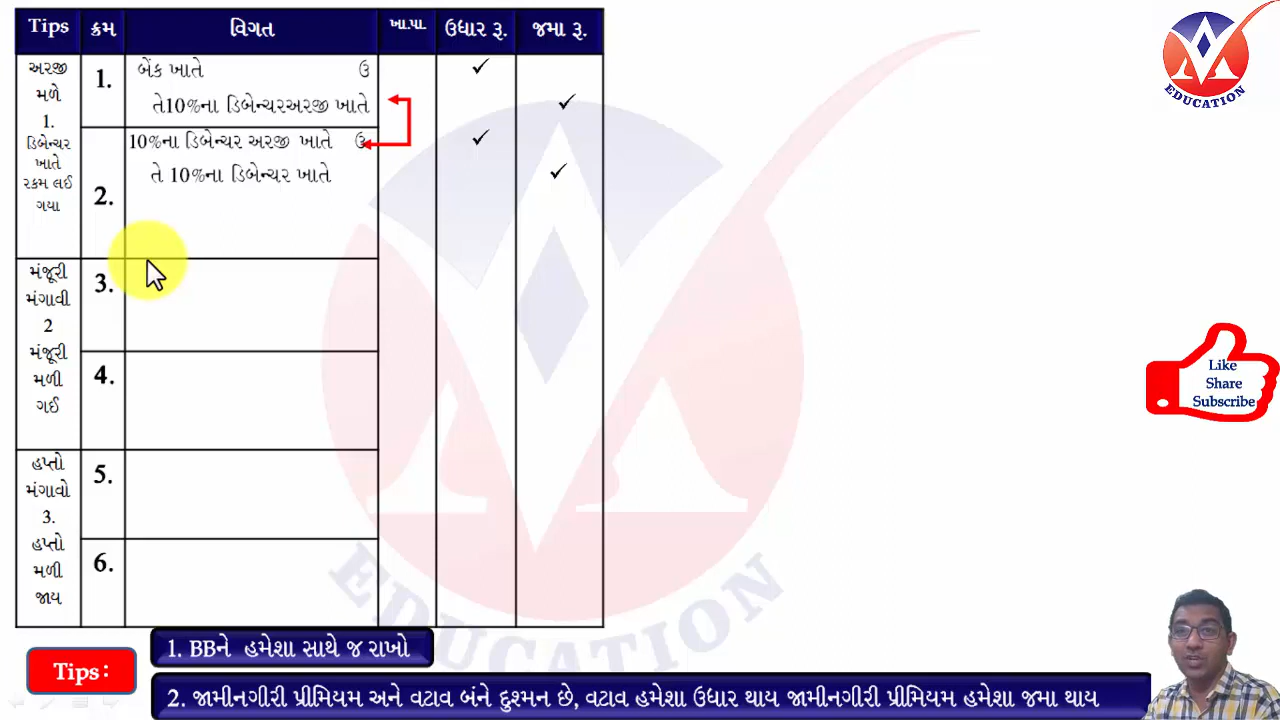 Tips ક્રમ વિગત ખા.પા. ઉધાર રૂ. જમા રૂ.
અરજી
મળે
1.
ડિબેન્ચર
ખાતે
રકમ લઈ
ગયા
1. બેંક ખાતે ઉ ✓
તે10%ના ડિબેન્ચરઅરજી ખાતે ✓
2. 10%ના ડિબેન્ચર અરજી ખાતે ઉ ✓
તે 10%ના ડિબેન્ચર ખાતે ✓
મંજૂરી
મંગાવી
2
મંજૂરી
મળી
ગઈ
3.
4.
હપ્તો
મંગાવો
3.
હપ્તો
મળી
જાય
5.
6.
Tips:
1. BBને હમેશા સાથે જ રાખો
2. જામીનગીરી પ્રીમિયમ અને વટાવ બંને દુશ્મન છે, વટાવ હમેશા ઉધાર થાય જામીનગીરી પ્રીમિયમ હમેશા જમા થાય
EDUCATION
Like
Share
Subscribe
EDUCATION